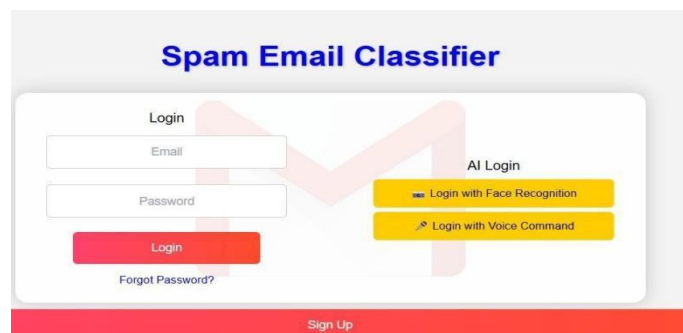 Spam Email Classifier
Login
Email
Password
Login
Forgot Password?
AI Login
Login with Face Recognition
Login with Voice Command
Sign Up